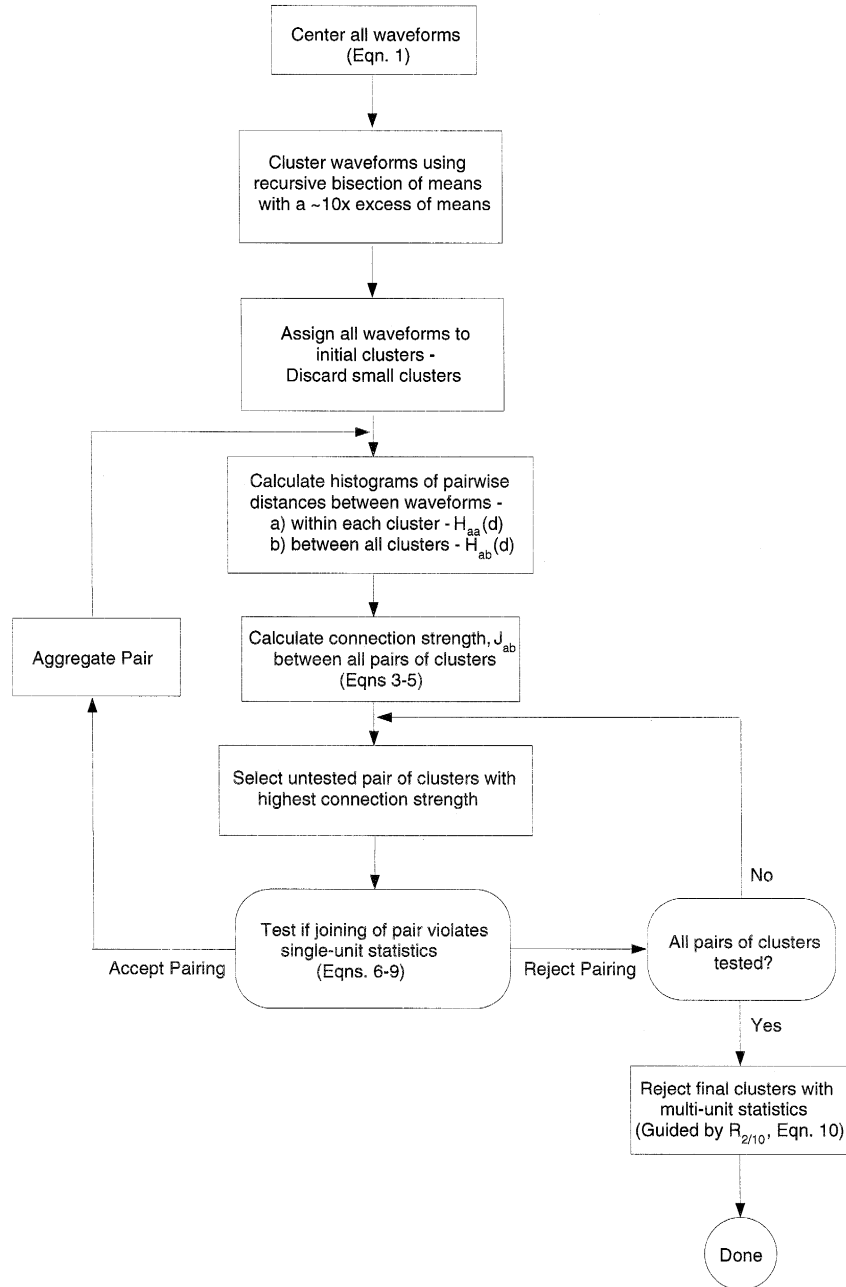 Center all waveforms
(Eqn. 1)
Cluster waveforms using
recursive bisection of means
with a ~10x excess of means
Assign all waveforms to
initial clusters -
Discard small clusters
Calculate histograms of pairwise
distances between waveforms -
a) within each cluster - Haa(d)
b) between all clusters - Hab(d)
Aggregate Pair
Calculate connection strength, Jab
between all pairs of clusters
(Eqns 3-5)
Select untested pair of clusters with
highest connection strength
No
Test if joining of pair violates
single-unit statistics
(Eqns. 6-9)
Accept Pairing
Reject Pairing
All pairs of clusters
tested?
Yes
Reject final clusters with
multi-unit statistics
(Guided by R2/10, Eqn. 10)
Done